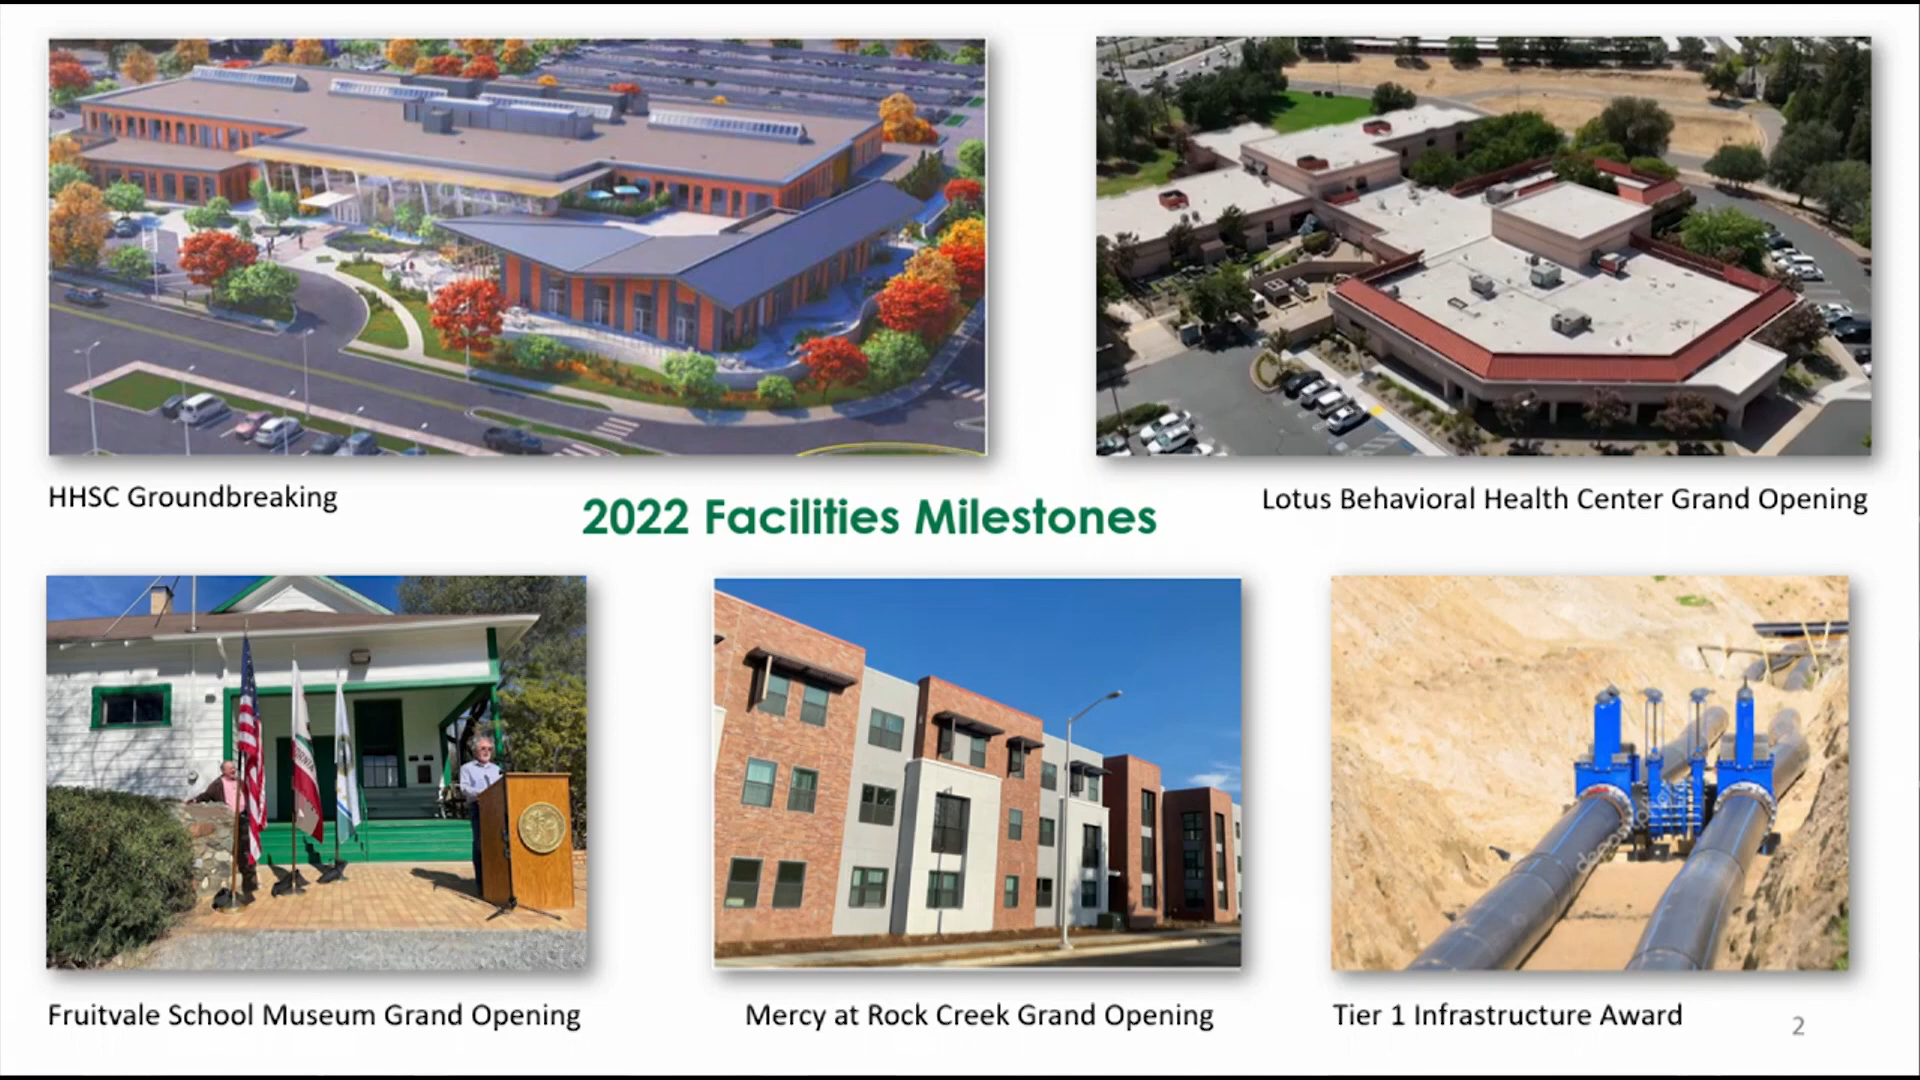 HHSC Groundbreaking
2022 Facilities Milestones
Lotus Behavioral Health Center Grand Opening
Fruitvale School Museum Grand Opening
Mercy at Rock Creek Grand Opening
Tier 1 Infrastructure Award
2